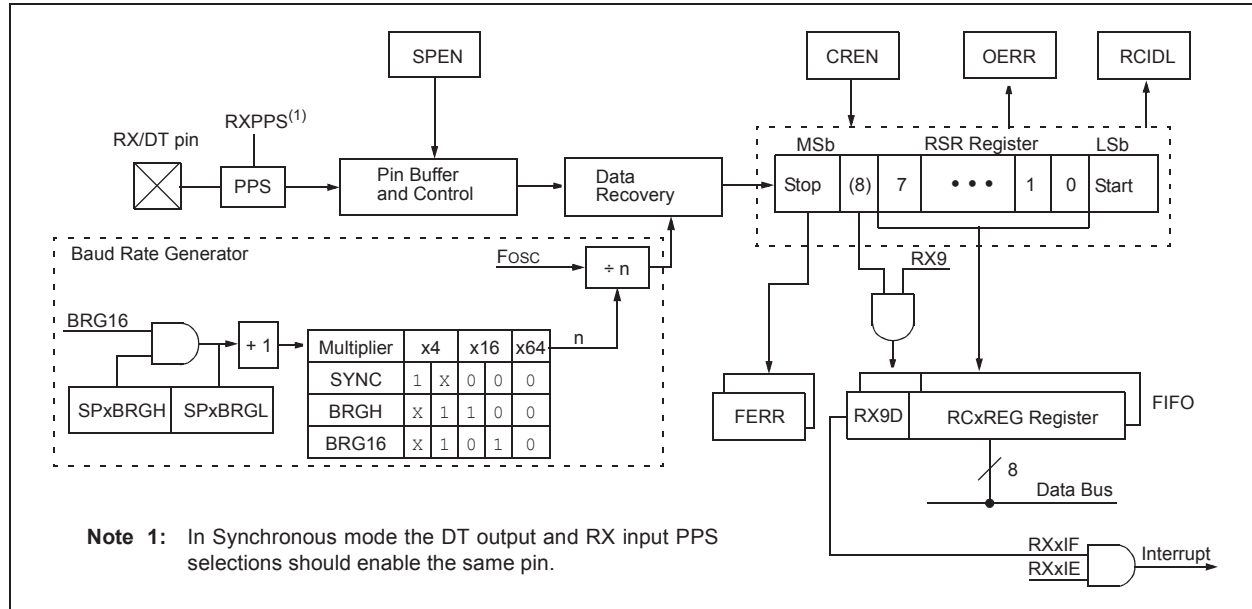 SPEN
CREN
OERR
RCIDL
RXPPS(1)
RX/DT pin
PPS
Pin Buffer
and Control
Data
Recovery
MSb
RSR Register
LSb
Stop
(8)
7
• • •
1
0
Start
Baud Rate Generator
FOSC
÷ n
RX9
BRG16
+ 1
n
Multiplier x4 x16 x64
SYNC 1 X 0 0 0
BRGH X 1 1 0 0
BRG16 X 1 0 1 0
SPxBRGH
SPxBRGL
FERR
RX9D
RCxREG Register
FIFO
8
Data Bus
Note 1: In Synchronous mode the DT output and RX input PPS
selections should enable the same pin.
RXxIF
RXxIE
Interrupt